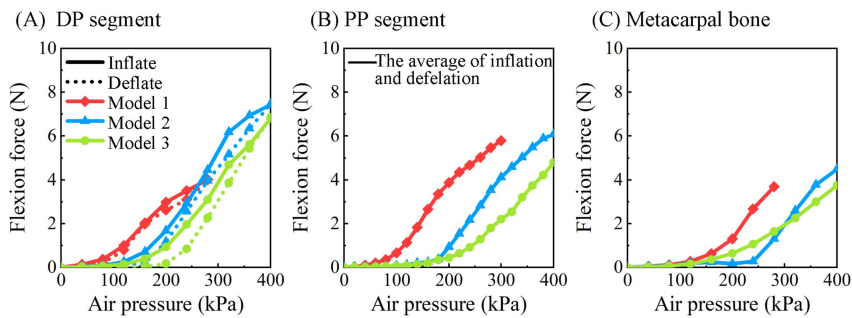 (A) DP segment
(B) PP segment
(C) Metacarpal bone
Flexion force (N)
10
8
6
4
2
0
Inflate
Deflate
Model 1
Model 2
Model 3
0 100 200 300 400
Air pressure (kPa)
Flexion force (N)
10
8
6
4
2
0
The average of inflation
and defelation
0 100 200 300 400
Air pressure (kPa)
Flexion force (N)
10
8
6
4
2
0
0 100 200 300 400
Air pressure (kPa)